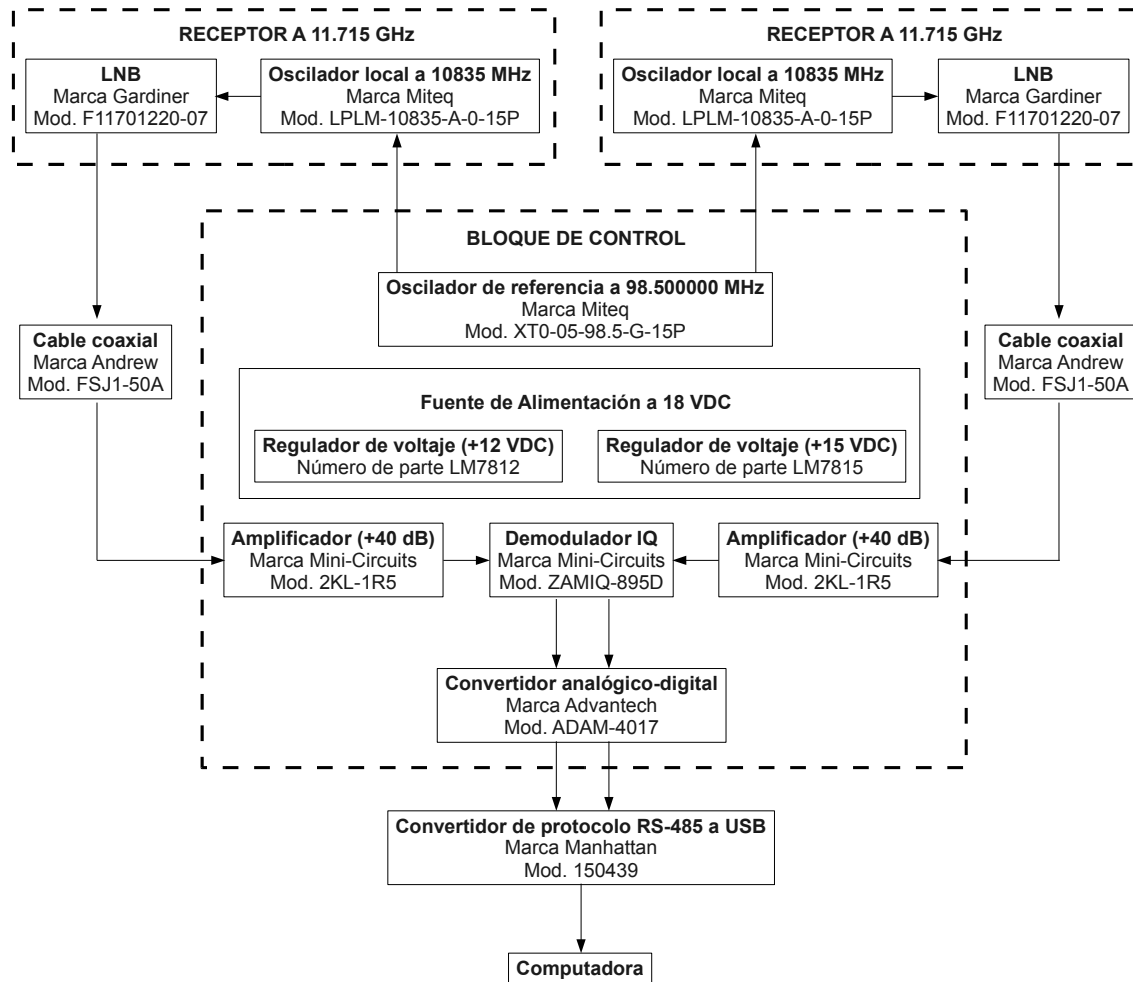 RECEPTOR A 11.715 GHz
LNB
Marca Gardiner
Mod. F11701220-07
Oscilador local a 10835 MHz
Marca Miteq
Mod. LPLM-10835-A-0-15P
RECEPTOR A 11.715 GHz
Oscilador local a 10835 MHz
Marca Miteq
Mod. LPLM-10835-A-0-15P
LNB
Marca Gardiner
Mod. F11701220-07
BLOQUE DE CONTROL
Oscilador de referencia a 98.500000 MHz
Marca Miteq
Mod. XT0-05-98.5-G-15P
Cable coaxial
Marca Andrew
Mod. FSJ1-50A
Cable coaxial
Marca Andrew
Mod. FSJ1-50A
Fuente de Alimentación a 18 VDC
Regulador de voltaje (+12 VDC)
Número de parte LM7812
Regulador de voltaje (+15 VDC)
Número de parte LM7815
Amplificador (+40 dB)
Marca Mini-Circuits
Mod. 2KL-1R5
Demodulador IQ
Marca Mini-Circuits
Mod. ZAMIQ-895D
Amplificador (+40 dB)
Marca Mini-Circuits
Mod. 2KL-1R5
Convertidor analógico-digital
Marca Advantech
Mod. ADAM-4017
Convertidor de protocolo RS-485 a USB
Marca Manhattan
Mod. 150439
Computadora